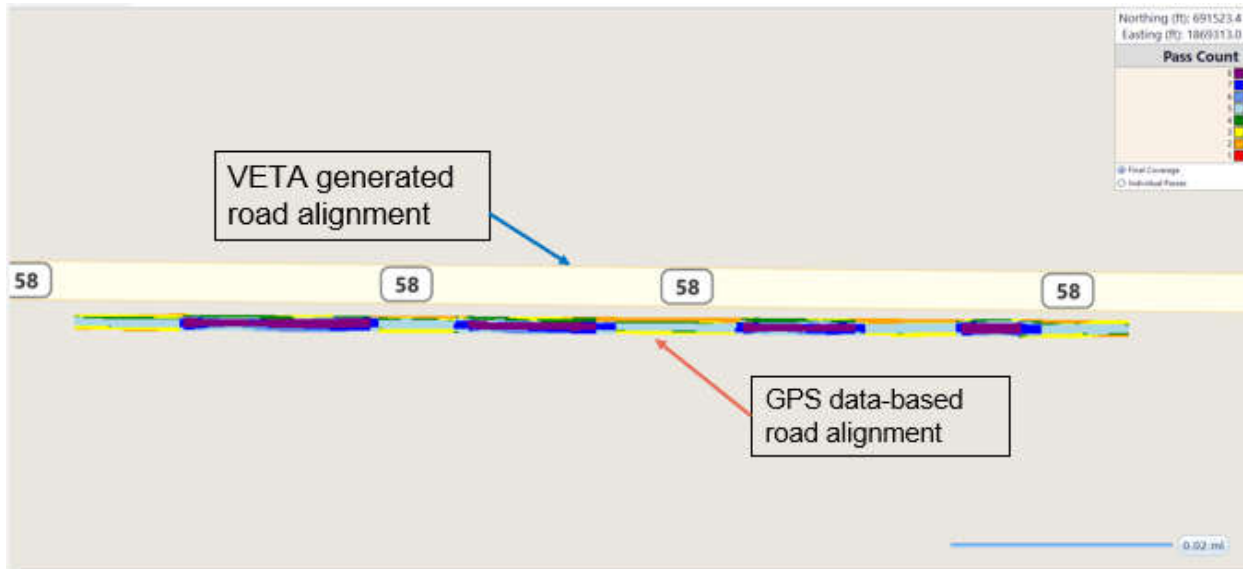 Northing (ft): 691523.4
Easting (ft): 1869313.0
Pass Count
8
7
6
5
4
3
2
1
Final Coverage
Individual Passes
VETA generated
road alignment
58
58
58
58
GPS data-based
road alignment
0.02 mi